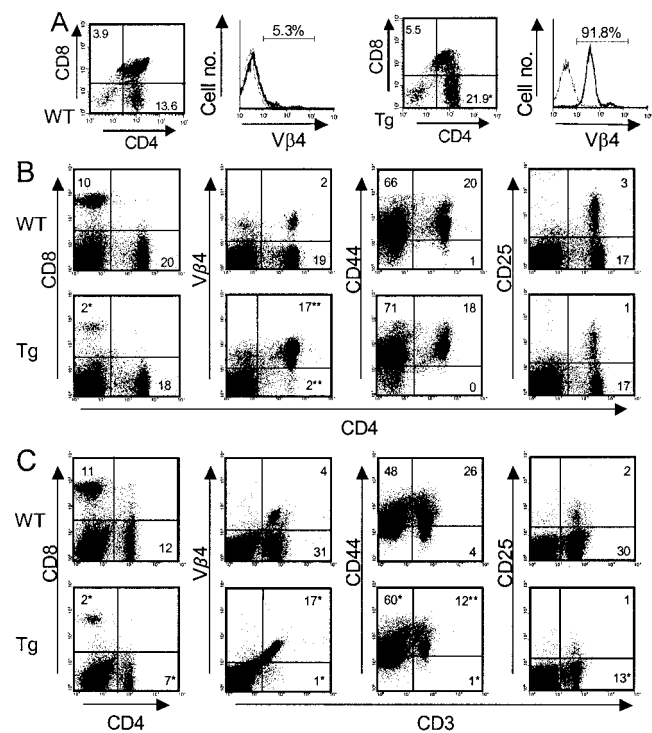 A
CD8
3.9
13.6
WT
CD4
Cell no.
5.3%
Vβ4
CD8
5.5
21.9*
Tg
CD4
Cell no.
91.8%
Vβ4
B
WT
CD8
10
20
Vβ4
2
19
CD44
66
20
1
CD25
3
17
Tg
2*
18
17**
2**
71
18
0
1
17
CD4
C
WT
CD8
11
12
Vβ4
4
31
CD44
48
26
4
CD25
2
30
Tg
2*
7*
17*
1*
60*
12**
1*
1
13*
CD4
CD3